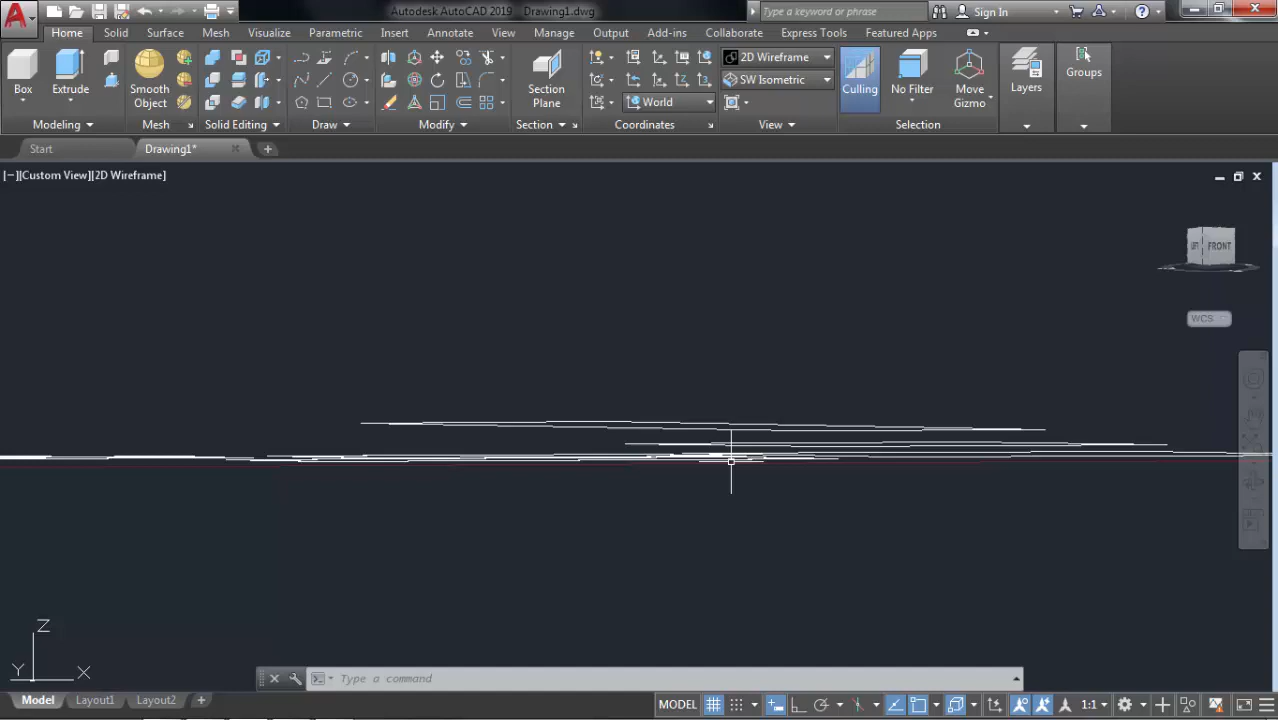 Autodesk AutoCAD 2019 Drawing1.dwg
Type a keyword or phrase
Sign In
Home Solid Surface Mesh Visualize Parametric Insert Annotate View Manage Output Add-ins Collaborate Express Tools Featured Apps
Box
Extrude
Smooth
Object
Section
Plane
2D Wireframe
SW Isometric
World
Culling
No Filter
Move
Gizmo
Layers
Groups
Modeling Mesh Solid Editing Draw Modify Section Coordinates View Selection
Start
Drawing1*
[−][Custom View][2D Wireframe]
FRONT
WCS
Z
Y
X
Type a command
Model Layout1 Layout2
MODEL
1:1